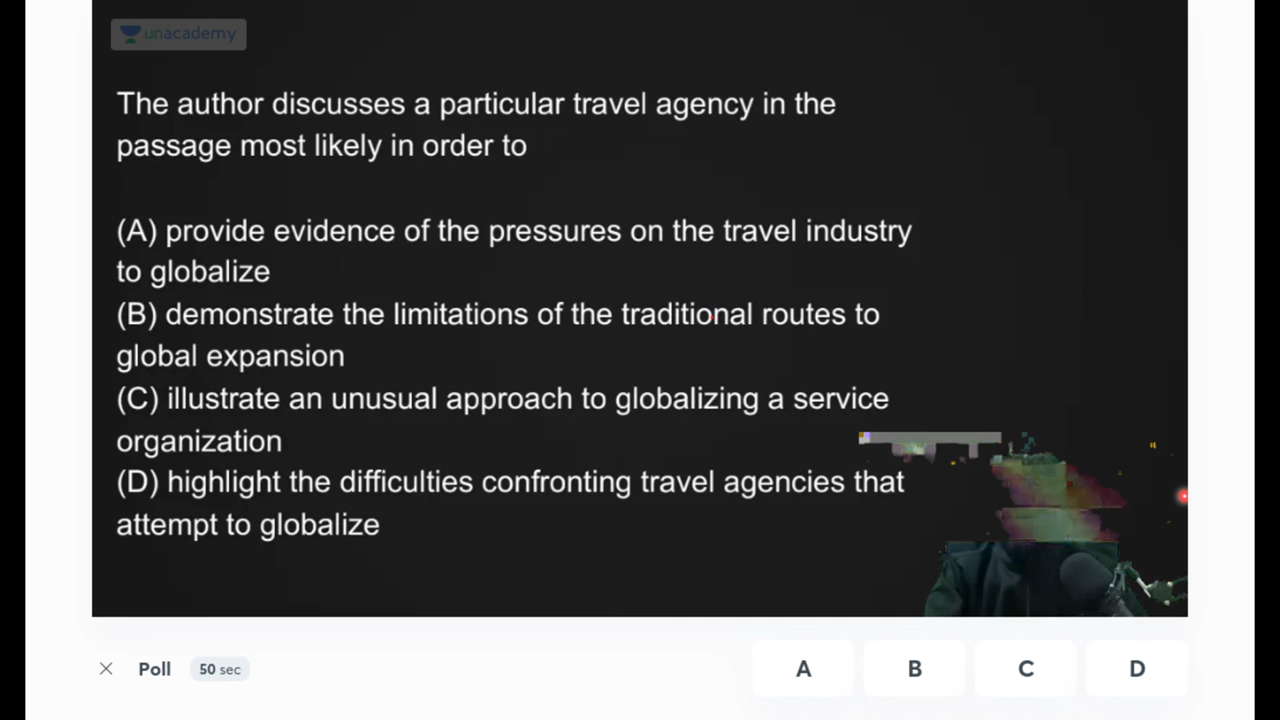 unacademy
The author discusses a particular travel agency in the
passage most likely in order to
(A) provide evidence of the pressures on the travel industry
to globalize
(B) demonstrate the limitations of the traditional routes to
global expansion
(C) illustrate an unusual approach to globalizing a service
organization
(D) highlight the difficulties confronting travel agencies that
attempt to globalize
Poll 50 sec A B C D